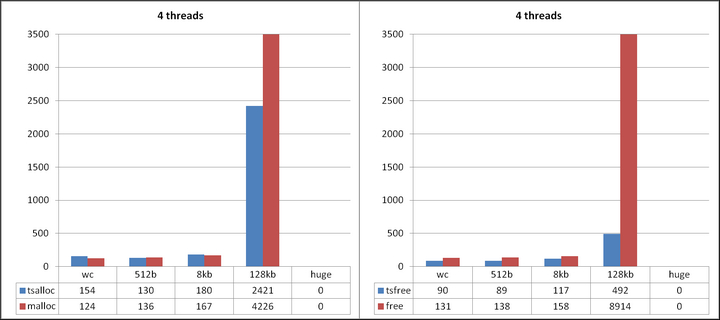 4 threads
3500
3000
2500
2000
1500
1000
500
0
wc 512b 8kb 128kb huge
tsalloc 154 130 180 2421 0
malloc 124 136 167 4226 0
4 threads
3500
3000
2500
2000
1500
1000
500
0
wc 512b 8kb 128kb huge
tsfree 90 89 117 492 0
free 131 138 158 8914 0